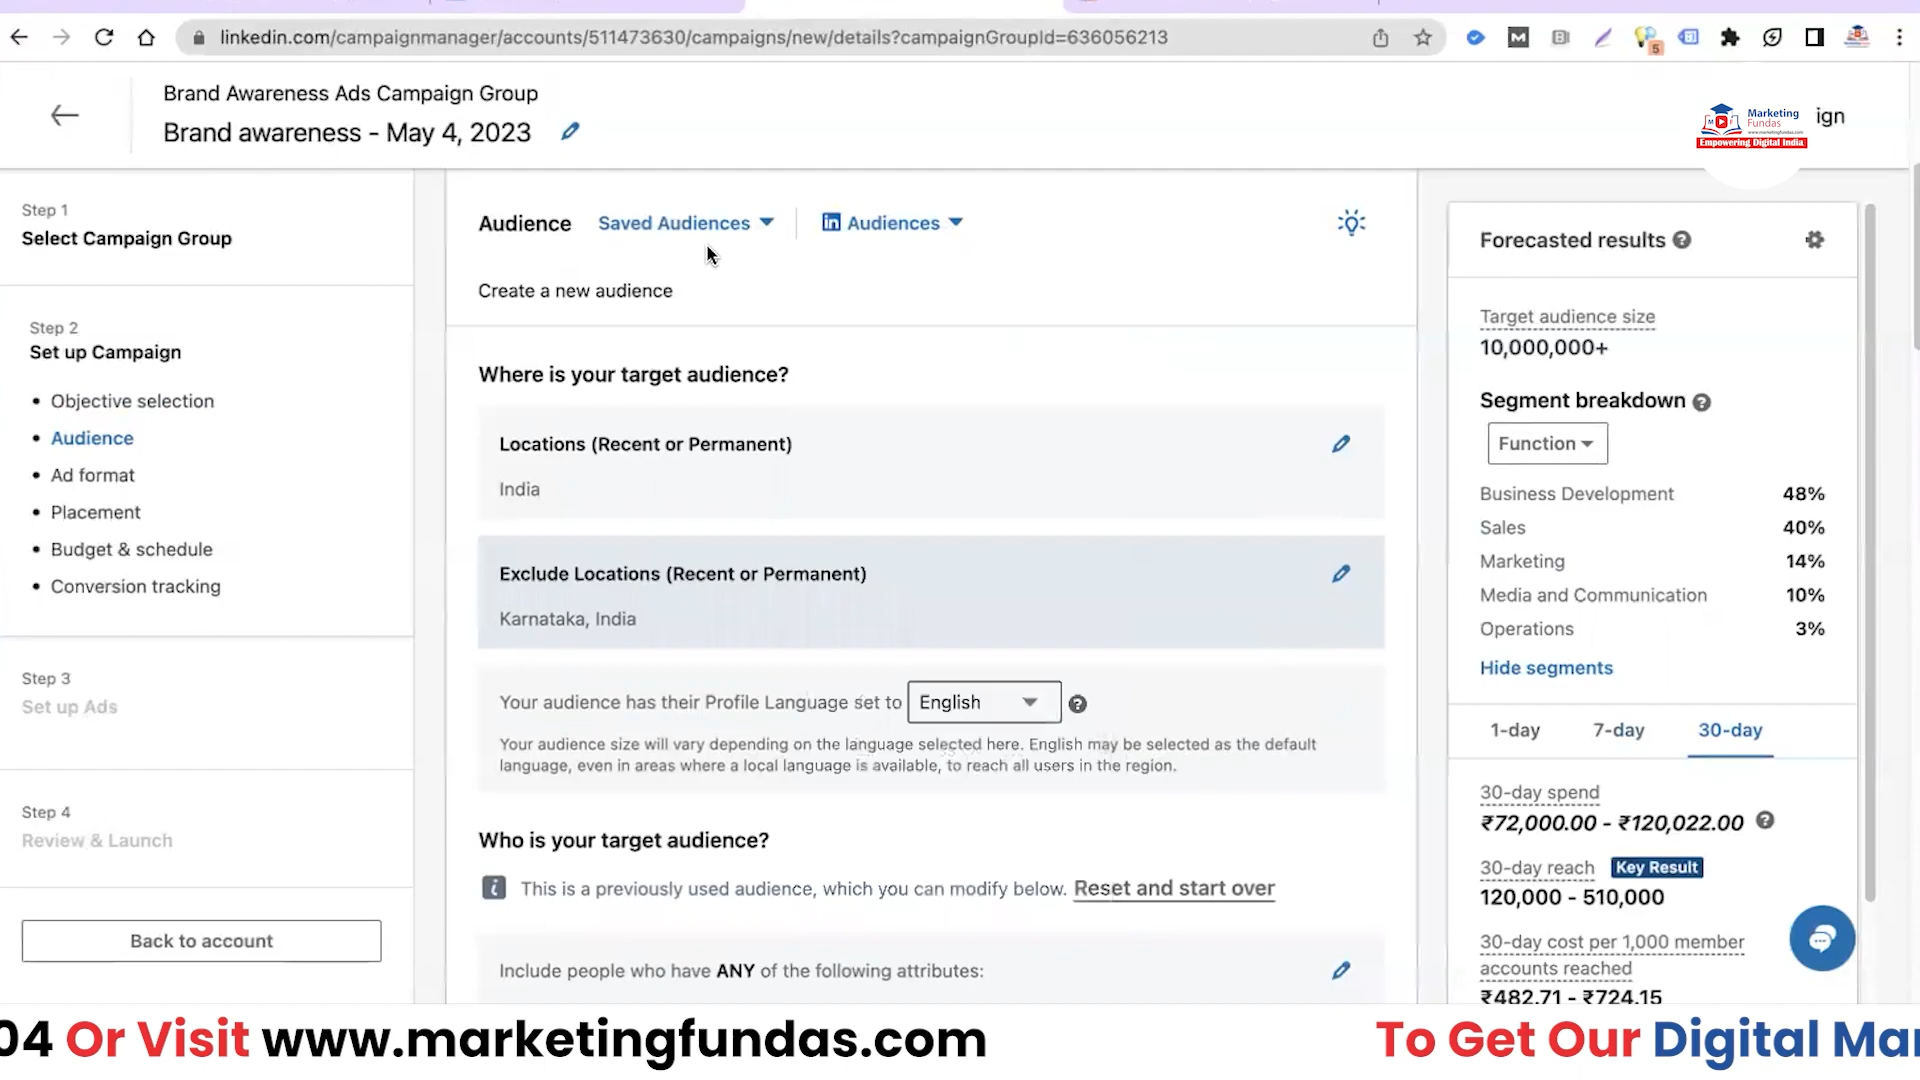 linkedin.com/campaignmanager/accounts/511473630/campaigns/new/details?campaignGroupId=636056213
5
Brand Awareness Ads Campaign Group
Brand awareness - May 4, 2023
Marketing
Fundas
www.marketingfundas.com
Empowering Digital India
ign
Step 1
Select Campaign Group
Step 2
Set up Campaign
• Objective selection
• Audience
• Ad format
• Placement
• Budget & schedule
• Conversion tracking
Step 3
Set up Ads
Step 4
Review & Launch
Back to account
Audience Saved Audiences in Audiences
Create a new audience
Where is your target audience?
Locations (Recent or Permanent)
India
Exclude Locations (Recent or Permanent)
Karnataka, India
Your audience has their Profile Language set to English
Your audience size will vary depending on the language selected here. English may be selected as the default
language, even in areas where a local language is available, to reach all users in the region.
Who is your target audience?
This is a previously used audience, which you can modify below. Reset and start over
Include people who have ANY of the following attributes:
Forecasted results
Target audience size
10,000,000+
Segment breakdown
Function
Business Development 48%
Sales 40%
Marketing 14%
Media and Communication 10%
Operations 3%
Hide segments
1-day 7-day 30-day
30-day spend
₹72,000.00 - ₹120,022.00
30-day reach Key Result
120,000 - 510,000
30-day cost per 1,000 member
accounts reached
₹482.71 - ₹724.15
04 Or Visit www.marketingfundas.com To Get Our Digital Mar